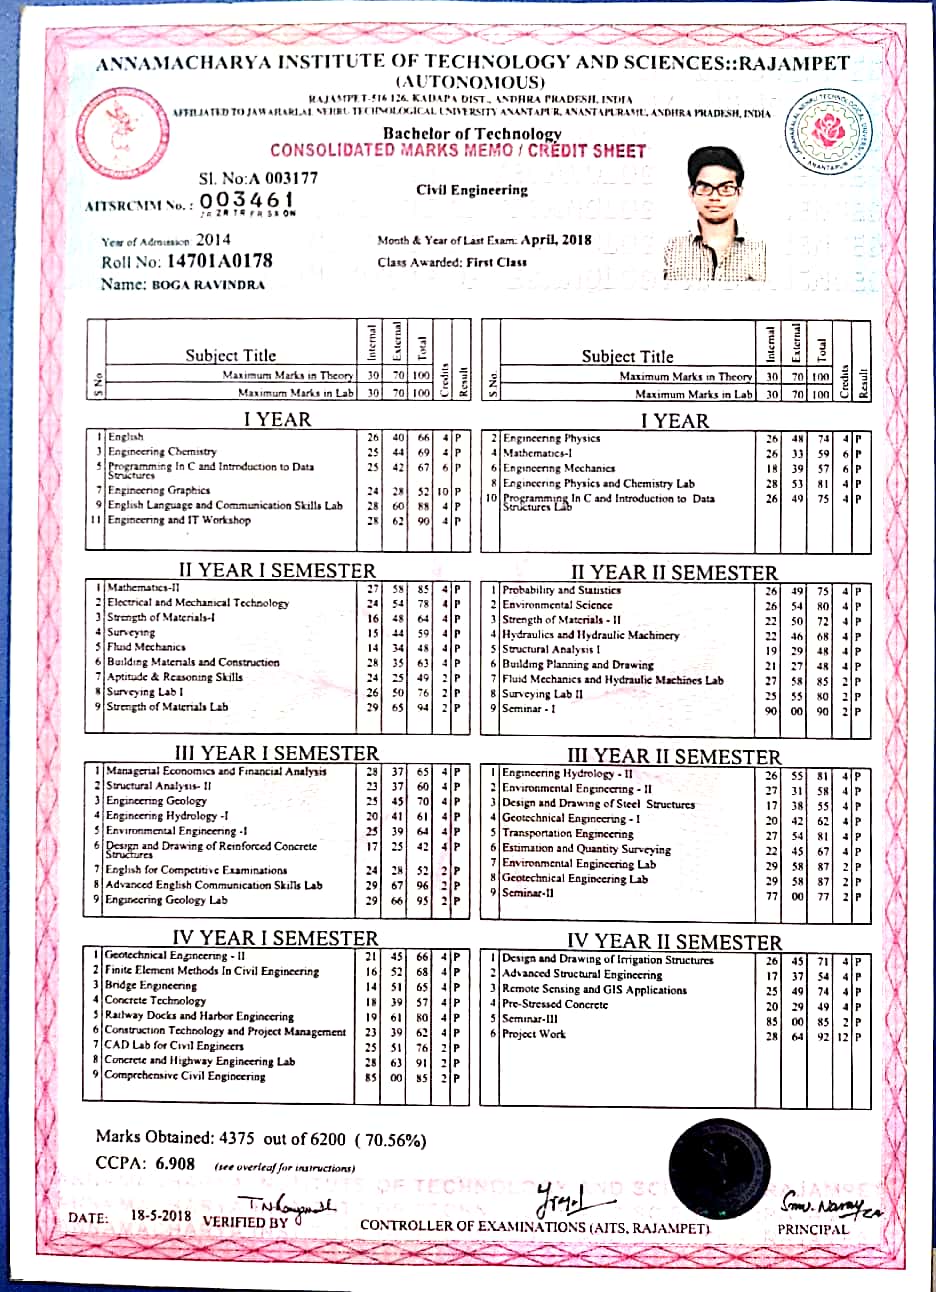 ANNAMACHARYA INSTITUTE OF TECHNOLOGY AND SCIENCES::RAJAMPET
(AUTONOMOUS)
RAJAMPET-516 126, KADAPA DIST., ANDHRA PRADESH, INDIA
AFFILIATED TO JAWAHARLAL NEHRU TECHNOLOGICAL UNIVERSITY ANANTAPUR, ANANTAPURAMU, ANDHRA PRADESH, INDIA
Bachelor of Technology
CONSOLIDATED MARKS MEMO / CREDIT SHEET
Sl. No:A 003177
Civil Engineering
AITSRCMM No. : 003461
Year of Admission 2014
Month & Year of Last Exam: April, 2018
Roll No: 14701A0178
Class Awarded: First Class
Name: BOGA RAVINDRA
S No Subject Title Internal External Total Credits Result
Maximum Marks in Theory 30 70 100
Maximum Marks in Lab 30 70 100
S No. Subject Title Internal External Total Credits Result
Maximum Marks in Theory 30 70 100
Maximum Marks in Lab 30 70 100
I YEAR
1 English 26 40 66 4 P
3 Engineering Chemistry 25 44 69 4 P
5 Programming In C and Introduction to Data 25 42 67 6 P
Structures
7 Engineering Graphics 24 28 52 10 P
9 English Language and Communication Skills Lab 28 60 88 4 P
11 Engineering and IT Workshop 28 62 90 4 P
I YEAR
2 Engineering Physics 26 48 74 4 P
4 Mathematics-I 26 33 59 6 P
6 Engineering Mechanics 18 39 57 6 P
8 Engineering Physics and Chemistry Lab 28 53 81 4 P
10 Programming In C and Introduction to Data 26 49 75 4 P
Structures Lab
II YEAR I SEMESTER
1 Mathematics-II 27 58 85 4 P
2 Electrical and Mechanical Technology 24 54 78 4 P
3 Strength of Materials-I 16 48 64 4 P
4 Surveying 15 44 59 4 P
5 Fluid Mechanics 14 34 48 4 P
6 Building Materials and Construction 28 35 63 4 P
7 Aptitude & Reasoning Skills 24 25 49 2 P
8 Surveying Lab I 26 50 76 2 P
9 Strength of Materials Lab 29 65 94 2 P
II YEAR II SEMESTER
1 Probability and Statistics 26 49 75 4 P
2 Environmental Science 26 54 80 4 P
3 Strength of Materials - II 22 50 72 4 P
4 Hydraulics and Hydraulic Machinery 22 46 68 4 P
5 Structural Analysis I 19 29 48 4 P
6 Building Planning and Drawing 21 27 48 4 P
7 Fluid Mechanics and Hydraulic Machines Lab 27 58 85 2 P
8 Surveying Lab II 25 55 80 2 P
9 Seminar - I 90 00 90 2 P
III YEAR I SEMESTER
1 Managerial Economics and Financial Analysis 28 37 65 4 P
2 Structural Analysis- II 23 37 60 4 P
3 Engineering Geology 25 45 70 4 P
4 Engineering Hydrology -I 20 41 61 4 P
5 Environmental Engineering -I 25 39 64 4 P
6 Design and Drawing of Reinforced Concrete 17 25 42 4 P
Structures
7 English for Competitive Examinations 24 28 52 2 P
8 Advanced English Communication Skills Lab 29 67 96 2 P
9 Engineering Geology Lab 29 66 95 2 P
III YEAR II SEMESTER
1 Engineering Hydrology - II 26 55 81 4 P
2 Environmental Engineering - II 27 31 58 4 P
3 Design and Drawing of Steel Structures 17 38 55 4 P
4 Geotechnical Engineering - I 20 42 62 4 P
5 Transportation Engineering 27 54 81 4 P
6 Estimation and Quantity Surveying 22 45 67 4 P
7 Environmental Engineering Lab 29 58 87 2 P
8 Geotechnical Engineering Lab 29 58 87 2 P
9 Seminar-II 77 00 77 2 P
IV YEAR I SEMESTER
1 Geotechnical Engineering - II 21 45 66 4 P
2 Finite Element Methods In Civil Engineering 16 52 68 4 P
3 Bridge Engineering 14 51 65 4 P
4 Concrete Technology 18 39 57 4 P
5 Railway Docks and Harbor Engineering 19 61 80 4 P
6 Construction Technology and Project Management 23 39 62 4 P
7 CAD Lab for Civil Engineers 25 51 76 2 P
8 Concrete and Highway Engineering Lab 28 63 91 2 P
9 Comprehensive Civil Engineering 85 00 85 2 P
IV YEAR II SEMESTER
1 Design and Drawing of Irrigation Structures 26 45 71 4 P
2 Advanced Structural Engineering 17 37 54 4 P
3 Remote Sensing and GIS Applications 25 49 74 4 P
4 Pre-Stressed Concrete 20 29 49 4 P
5 Seminar-III 85 00 85 2 P
6 Project Work 28 64 92 12 P
Marks Obtained: 4375 out of 6200 ( 70.56%)
CCPA: 6.908 (see overleaf for instructions)
DATE: 18-5-2018 VERIFIED BY
CONTROLLER OF EXAMINATIONS (AITS, RAJAMPET)
PRINCIPAL